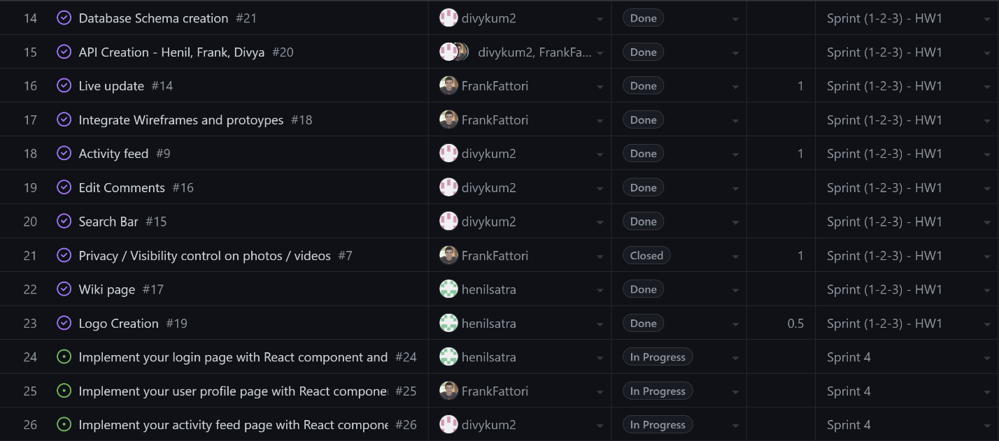 14 Database Schema creation #21 divykum2 Done Sprint (1-2-3) - HW1
15 API Creation - Henil, Frank, Divya #20 divykum2, FrankFa... Done Sprint (1-2-3) - HW1
16 Live update #14 FrankFattori Done 1 Sprint (1-2-3) - HW1
17 Integrate Wireframes and protoypes #18 FrankFattori Done Sprint (1-2-3) - HW1
18 Activity feed #9 divykum2 Done 1 Sprint (1-2-3) - HW1
19 Edit Comments #16 divykum2 Done Sprint (1-2-3) - HW1
20 Search Bar #15 divykum2 Done Sprint (1-2-3) - HW1
21 Privacy / Visibility control on photos / videos #7 FrankFattori Closed 1 Sprint (1-2-3) - HW1
22 Wiki page #17 henilsatra Done Sprint (1-2-3) - HW1
23 Logo Creation #19 henilsatra Done 0.5 Sprint (1-2-3) - HW1
24 Implement your login page with React component and #24 henilsatra In Progress Sprint 4
25 Implement your user profile page with React compone #25 FrankFattori In Progress Sprint 4
26 Implement your activity feed page with React compone #26 divykum2 In Progress Sprint 4